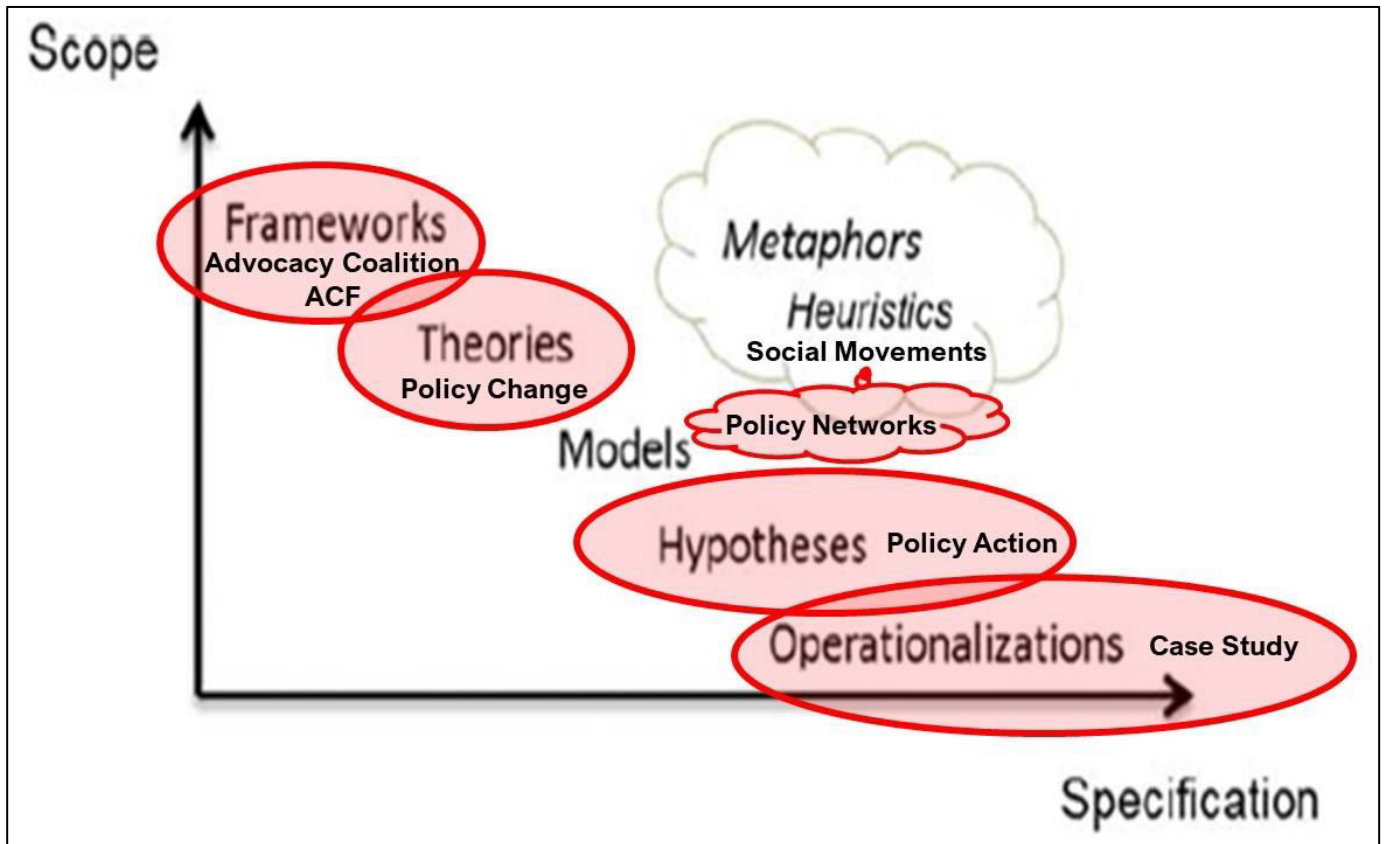 Scope
Frameworks
Advocacy Coalition
ACF
Theories
Policy Change
Metaphors
Heuristics
Social Movements
Policy Networks
Models
Hypotheses Policy Action
Operationalizations Case Study
Specification